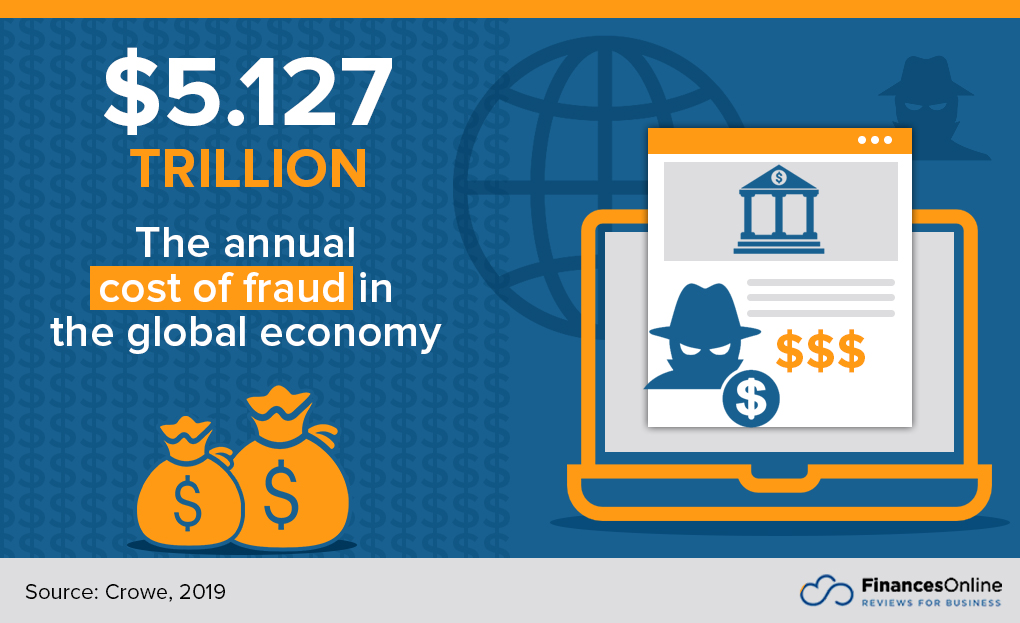 $5.127
TRILLION
The annual
cost of fraud in
the global economy
$
$
$
$$$
$
Source: Crowe, 2019
FinancesOnline
REVIEWS FOR BUSINESS